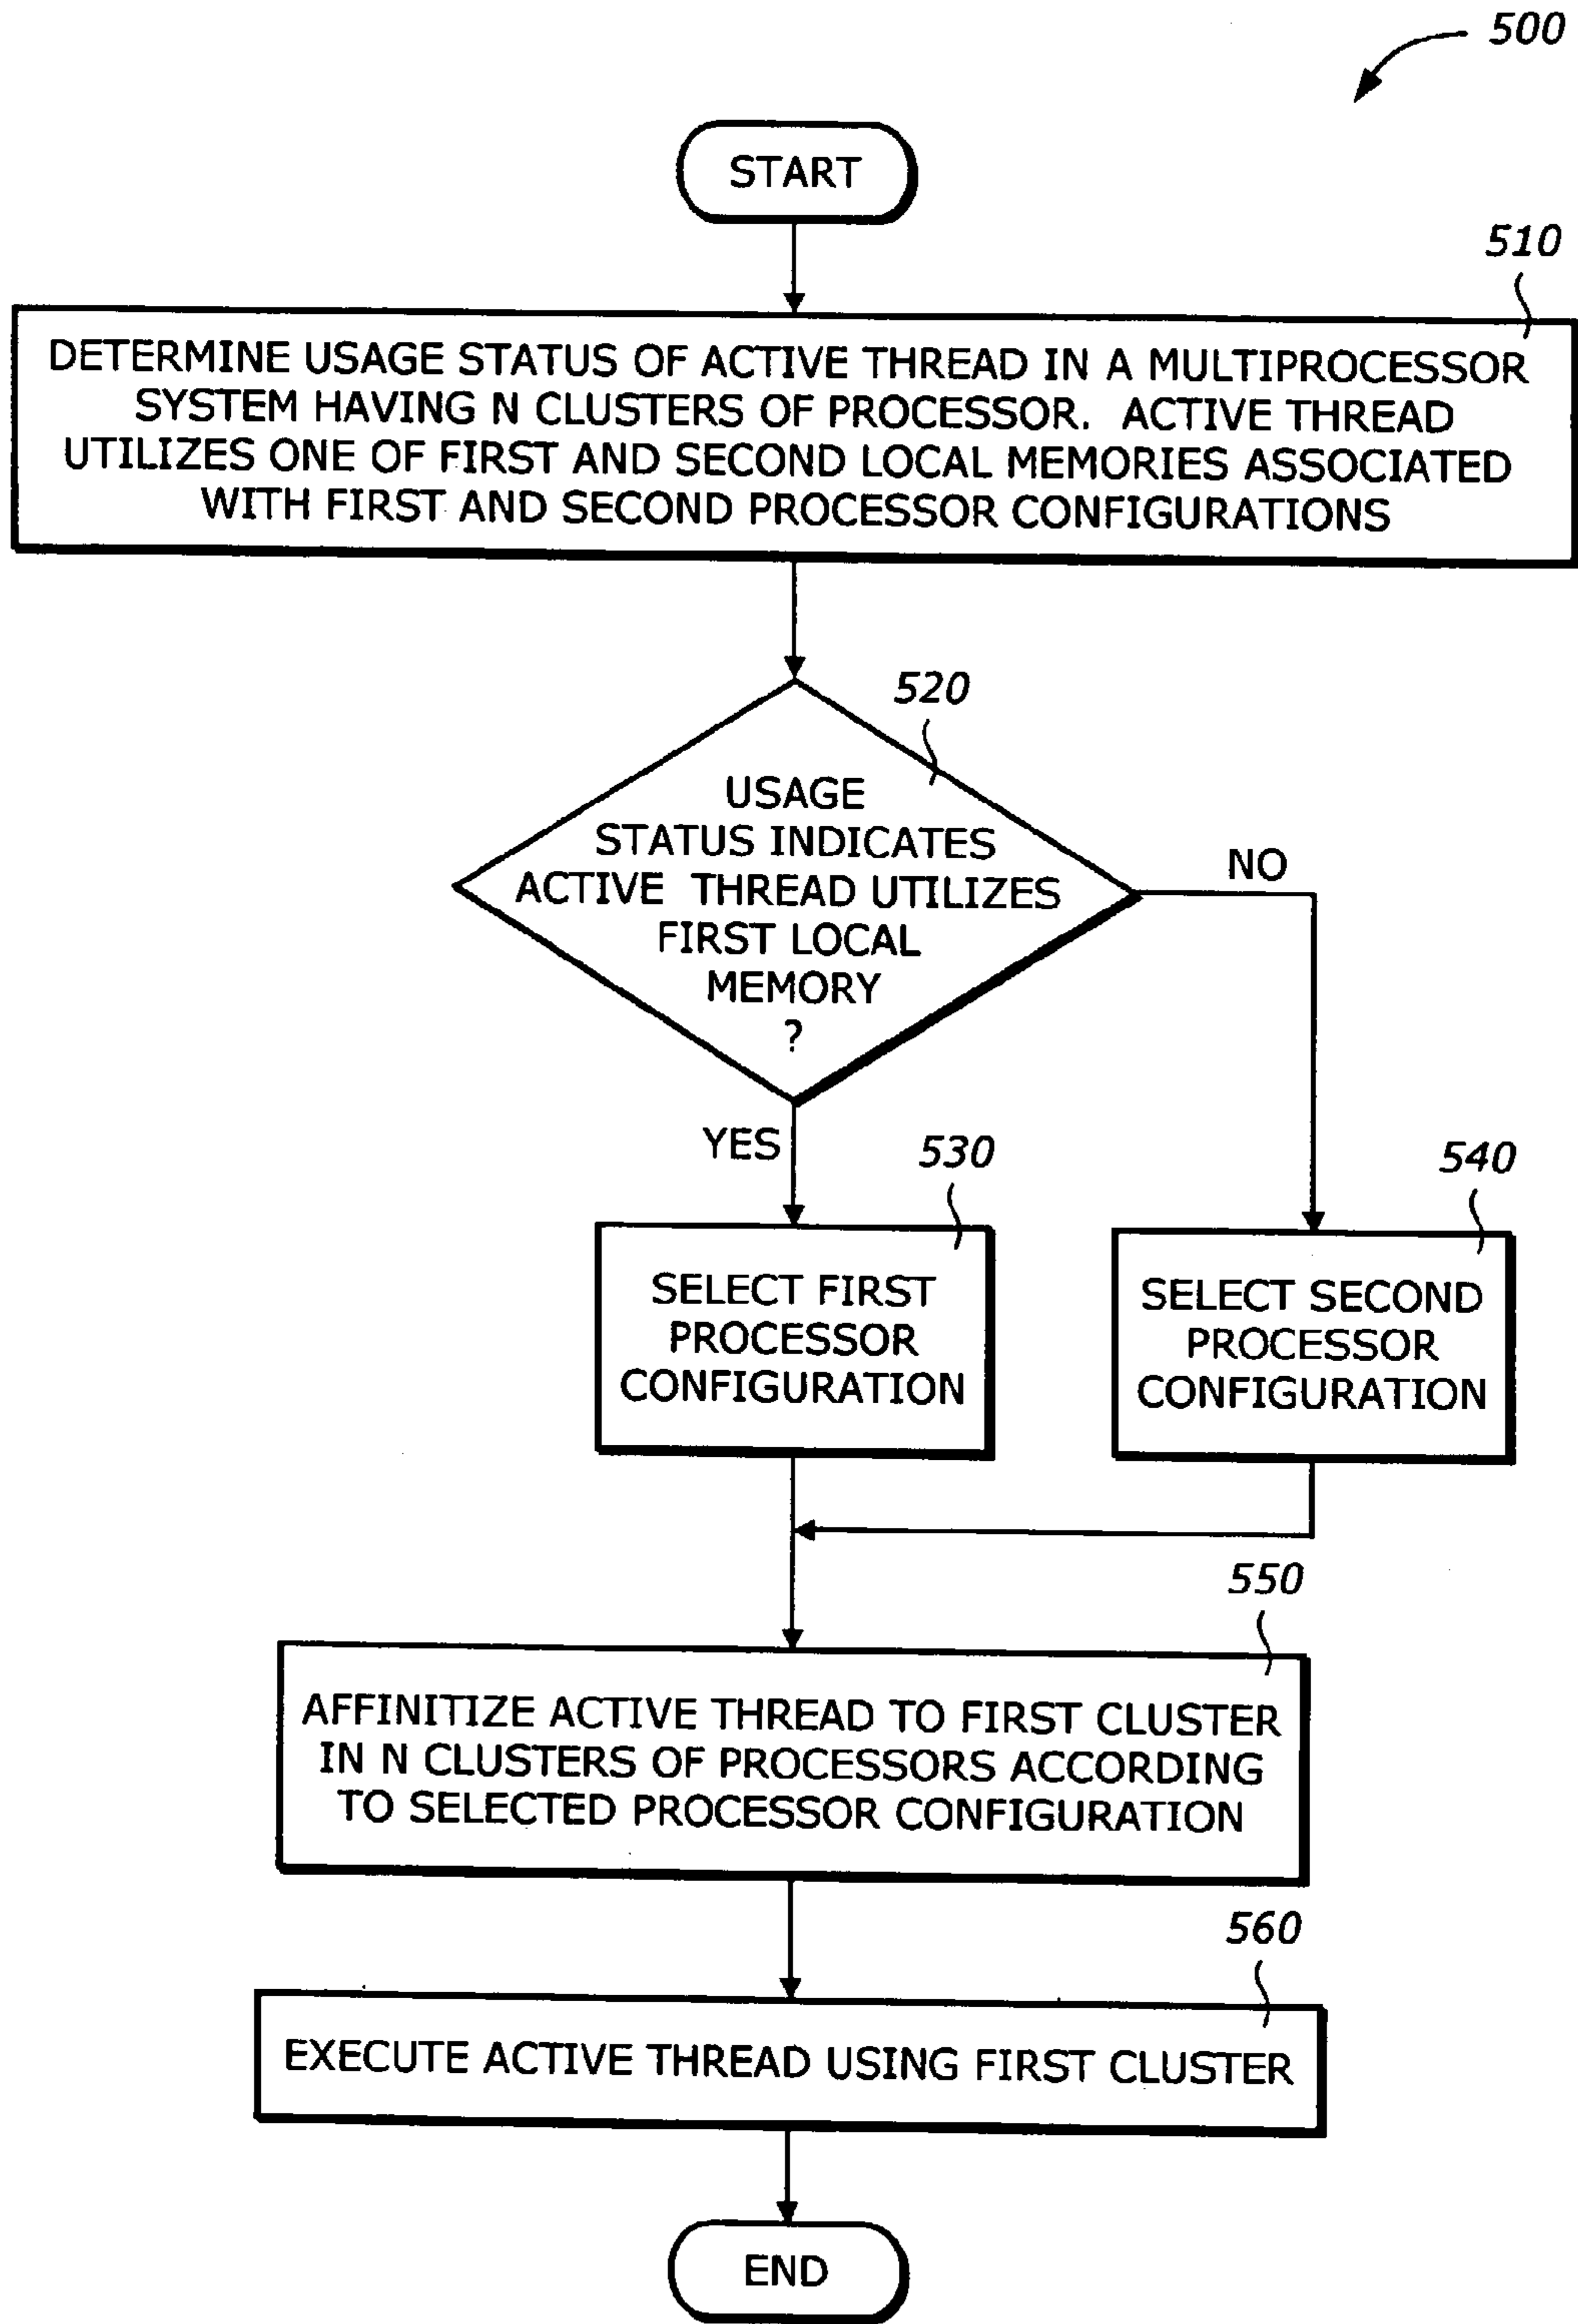 500
START
510
DETERMINE USAGE STATUS OF ACTIVE THREAD IN A MULTIPROCESSOR
SYSTEM HAVING N CLUSTERS OF PROCESSOR. ACTIVE THREAD
UTILIZES ONE OF FIRST AND SECOND LOCAL MEMORIES ASSOCIATED
WITH FIRST AND SECOND PROCESSOR CONFIGURATIONS
520
USAGE
STATUS INDICATES
ACTIVE THREAD UTILIZES
FIRST LOCAL
MEMORY
?
NO
YES
530
SELECT FIRST
PROCESSOR
CONFIGURATION
540
SELECT SECOND
PROCESSOR
CONFIGURATION
550
AFFINITIZE ACTIVE THREAD TO FIRST CLUSTER
IN N CLUSTERS OF PROCESSORS ACCORDING
TO SELECTED PROCESSOR CONFIGURATION
560
EXECUTE ACTIVE THREAD USING FIRST CLUSTER
END